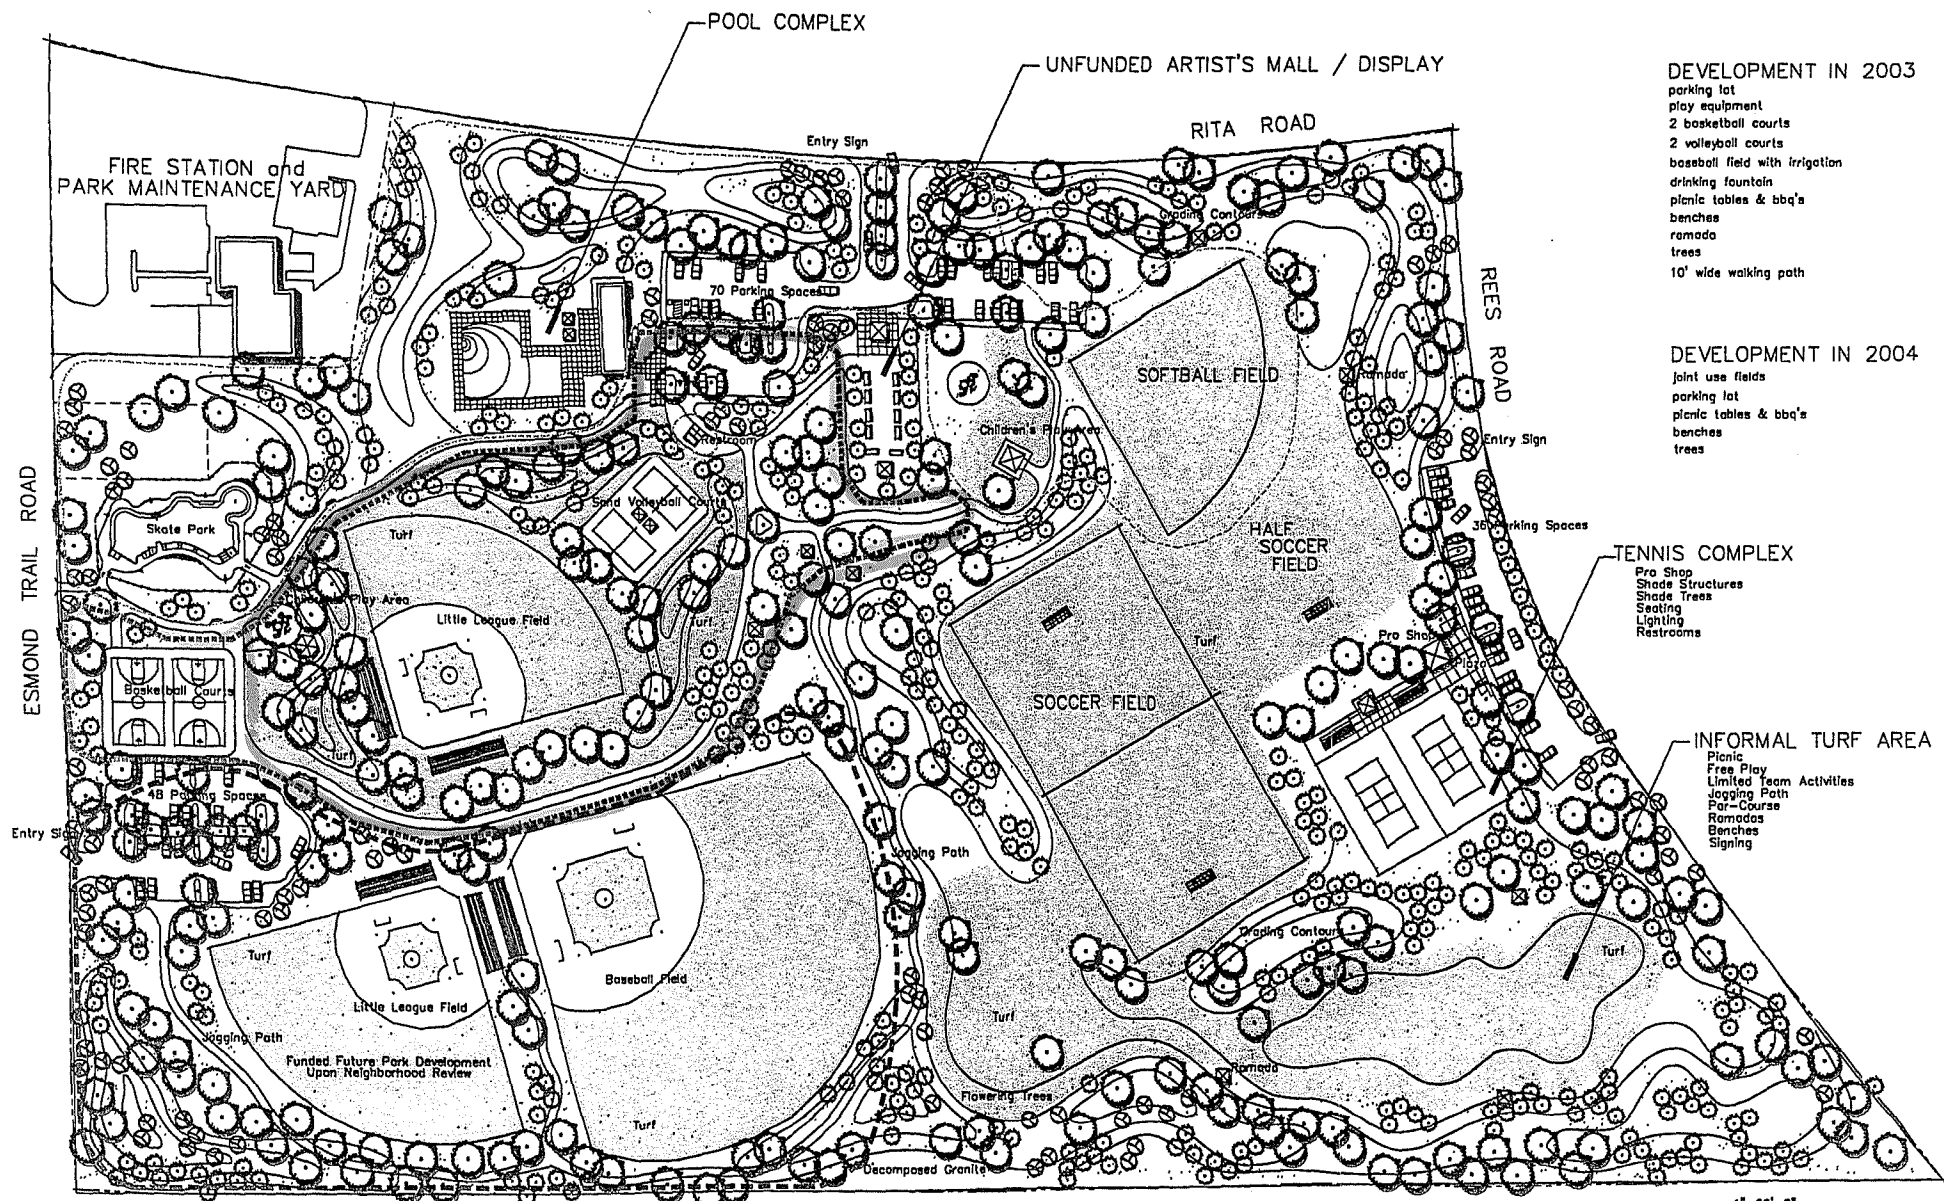 POOL COMPLEX
UNFUNDED ARTIST'S MALL / DISPLAY
DEVELOPMENT IN 2003
parking lot
play equipment
2 basketball courts
2 volleyball courts
baseball field with irrigation
drinking fountain
picnic tables & bbq's
benches
ramada
trees
10' wide walking path
RITA ROAD
Entry Sign
FIRE STATION and
PARK MAINTENANCE YARD
Grading Contours
70 Parking Spaces
REES ROAD
DEVELOPMENT IN 2004
joint use fields
parking lot
picnic tables & bbq's
benches
trees
SOFTBALL FIELD
Ramada
Children's Play Area
Restroom
Entry Sign
ESMOND TRAIL ROAD
Sand Volleyball Courts
Skate Park
Turf
HALF
SOCCER
FIELD
36 Parking Spaces
TENNIS COMPLEX
Pro Shop
Shade Structures
Shade Trees
Seating
Lighting
Restrooms
Children's Play Area
Little League Field
Turf
Turf
Pro Shop
Plaza
Basketball Courts
SOCCER FIELD
Turf
INFORMAL TURF AREA
Picnic
Free Play
Limited Team Activities
Jogging Path
Par-Course
Ramadas
Benches
Signing
48 Parking Spaces
Entry Sign
Jogging Path
Grading Contours
Turf
Turf
Baseball Field
Little League Field
Turf
Jogging Path
Funded Future Park Development
Upon Neighborhood Review
Ramada
Flowering Trees
Turf
Decomposed Granite